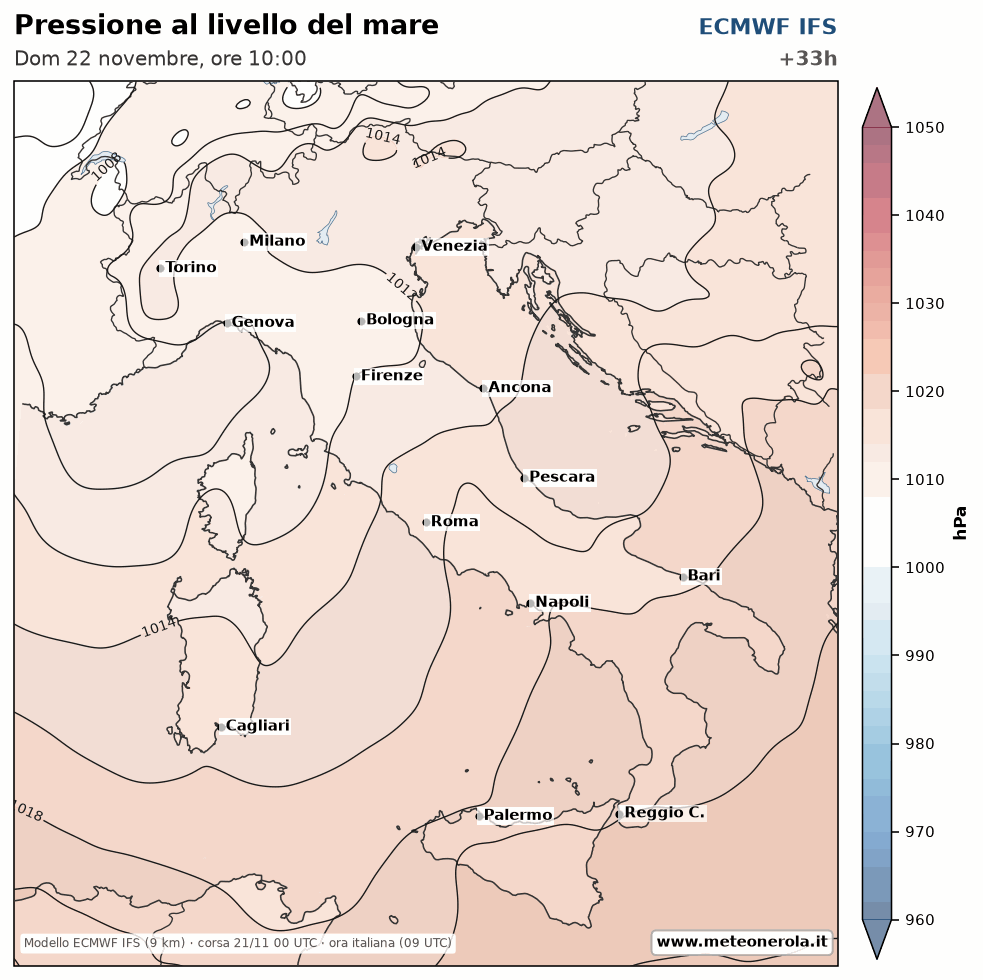 Pressione al livello del mare
ECMWF IFS
Dom 22 novembre, ore 10:00
+33h
1008
1014
1014
Milano
Venezia
Torino
1012
Genova
Bologna
Firenze
Ancona
Pescara
Roma
Bari
Napoli
1014
Cagliari
1018
Palermo
Reggio C.
Modello ECMWF IFS (9 km) · corsa 21/11 00 UTC · ora italiana (09 UTC)
www.meteonerola.it
1050
1040
1030
1020
1010
1000
990
980
970
960
hPa